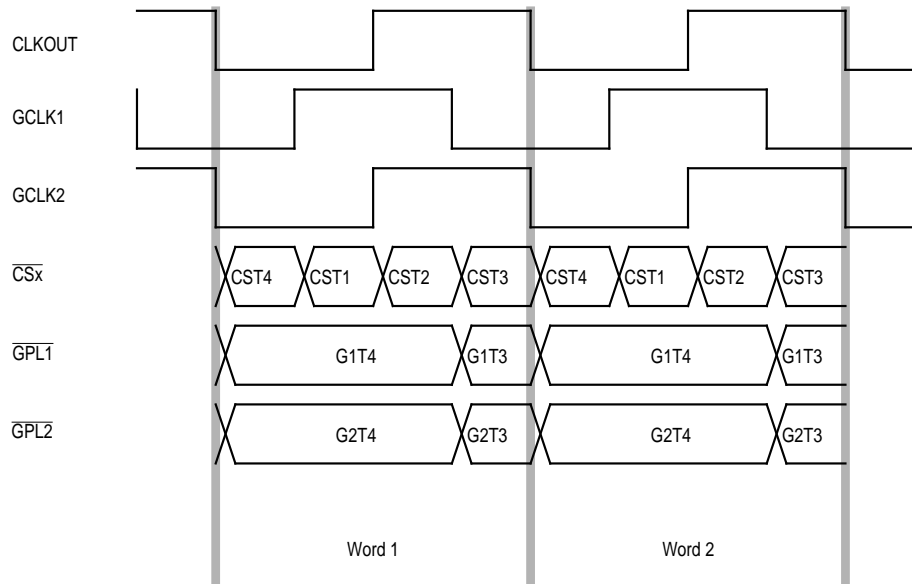 CLKOUT
GCLK1
GCLK2
CSx CST4 CST1 CST2 CST3 CST4 CST1 CST2 CST3
GPL1 G1T4 G1T3 G1T4 G1T3
GPL2 G2T4 G2T3 G2T4 G2T3
Word 1 Word 2